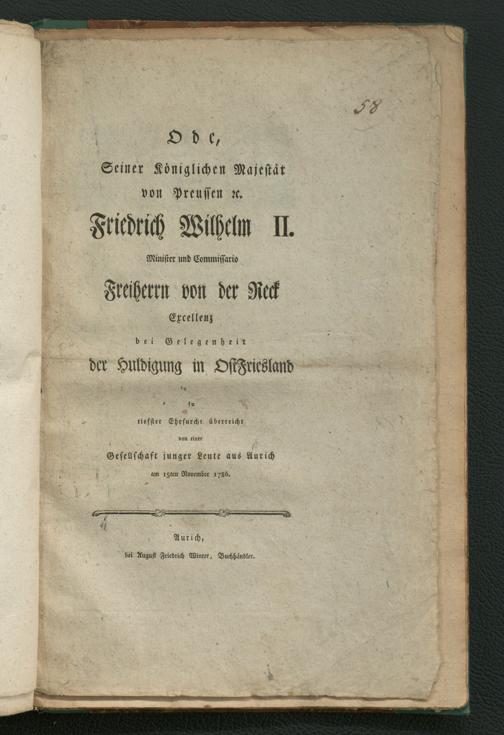 58
Ode,
Seiner Königlichen Majestät
von Preussen ꝛc.
Friedrich Wilhelm II.
Minister und Commissario
Freiherrn von der Reck
Excellenz
bei Gelegenheit
der Huldigung in OstFriesland
in
tiefster Ehrfurcht überreicht
von einer
Gesellschaft junger Leute aus Aurich
am 15ten November 1786.
Aurich,
bei August Friedrich Winter, Buchhändler.